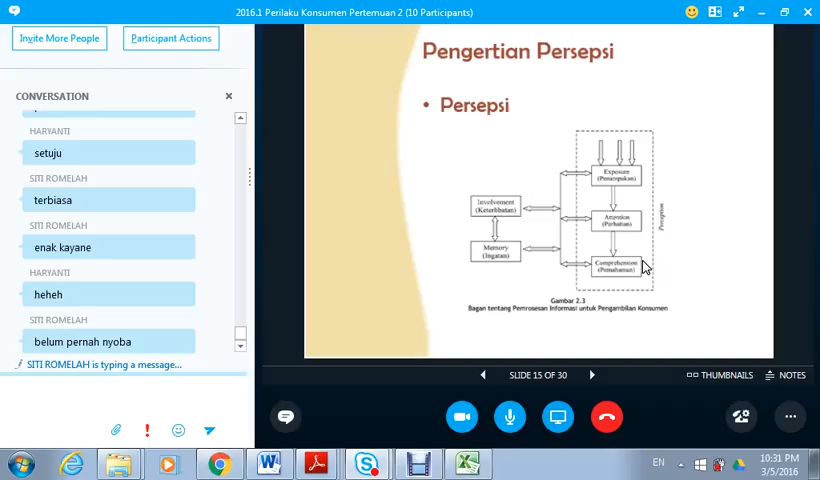 2016.1 Perilaku Konsumen Pertemuan 2 (10 Participants)
Invite More People
Participant Actions
CONVERSATION
HARYANTI
setuju
SITI ROMELAH
terbiasa
SITI ROMELAH
enak kayane
HARYANTI
heheh
SITI ROMELAH
belum pernah nyoba
SITI ROMELAH is typing a message...
Pengertian Persepsi
• Persepsi
Exposure
(Penampakan)
Involvement
(Keterlibatan)
Attention
(Perhatian)
Perception
Memory
(Ingatan)
Comprehension
(Pemahaman)
Gambar 2.3
Bagan tentang Pemrosesan Informasi untuk Pengambilan Konsumen
SLIDE 15 OF 30
THUMBNAILS
NOTES
EN
10:31 PM
3/5/2016